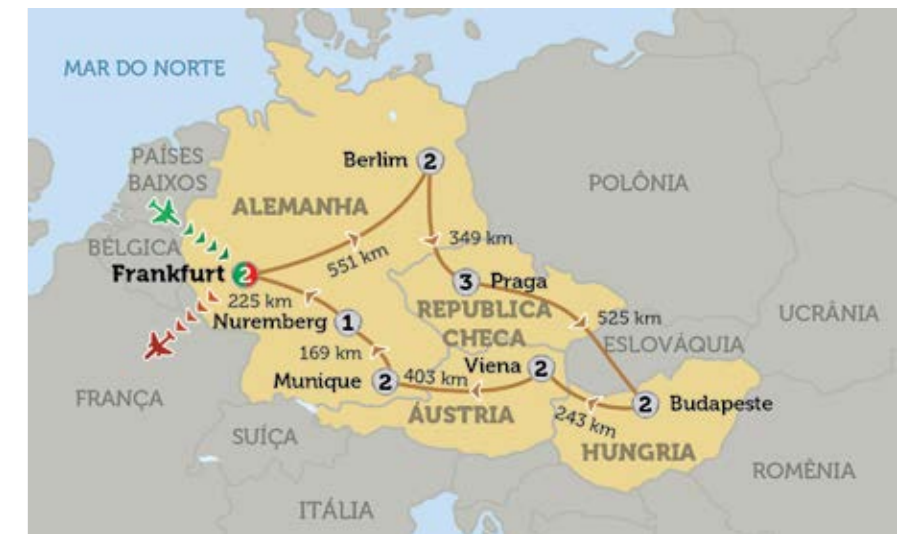 MAR DO NORTE
PAÍSES
BAIXOS
Berlim 2
POLÔNIA
ALEMANHA
BÉLGICA
349 km
551 km
Frankfurt 2
3 Praga
225 km
REPUBLICA
CHECA
525 km
UCRÂNIA
Nuremberg 1
ESLOVÁQUIA
169 km
Viena 2
403 km
Munique 2
FRANÇA
ÁUSTRIA
2 Budapeste
243 km
SUÍÇA
HUNGRIA
ROMÊNIA
ITÁLIA